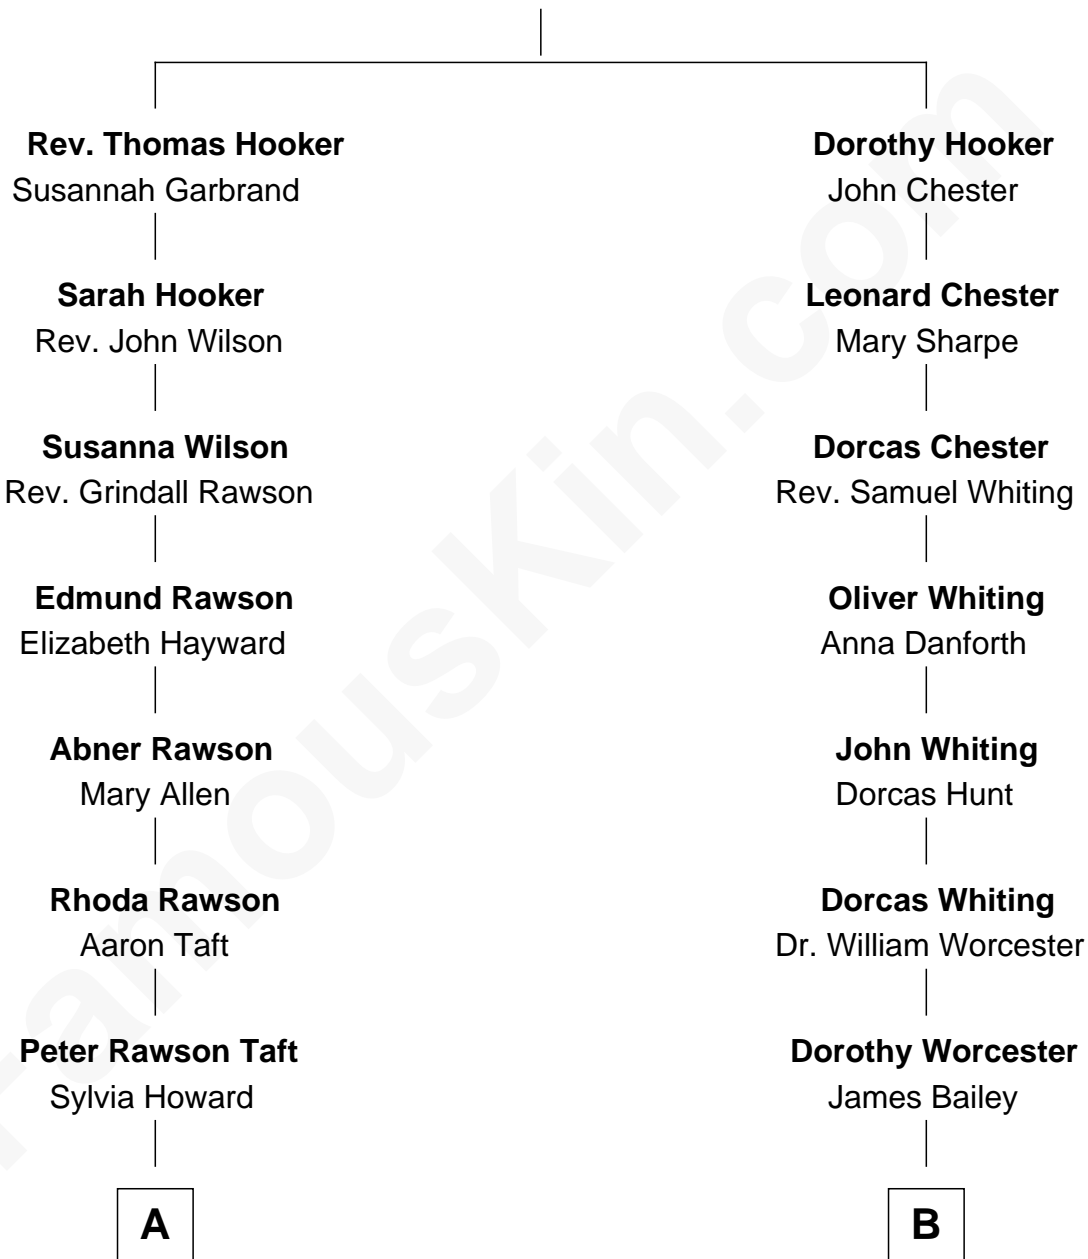 Rev. Thomas Hooker
Susannah Garbrand
Sarah Hooker
Rev. John Wilson
Susanna Wilson
Rev. Grindall Rawson
Edmund Rawson
Elizabeth Hayward
Abner Rawson
Mary Allen
Rhoda Rawson
Aaron Taft
Peter Rawson Taft
Sylvia Howard
A
Dorothy Hooker
John Chester
Leonard Chester
Mary Sharpe
Dorcas Chester
Rev. Samuel Whiting
Oliver Whiting
Anna Danforth
John Whiting
Dorcas Hunt
Dorcas Whiting
Dr. William Worcester
Dorothy Worcester
James Bailey
B
FamousKin.com